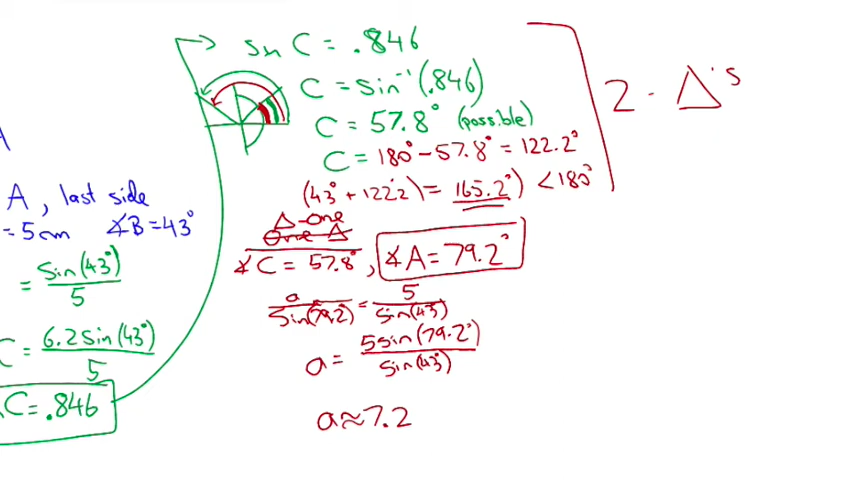 A
A, last side
= 5cm ∡B = 43°
= sin(43°)/5
C = 6.2sin(43°)/5
C = .846
sin C = .846
C = sin⁻¹(.846)
C = 57.8° (possible)
C = 180° - 57.8° = 122.2°
(43° + 122.2) = 165.2°) < 180°
2 - Δ's
Δ-one
One Δ
∡C = 57.8°, ∡A = 79.2°
a/sin(79.2°) = 5/sin(43°)
a = 5sin(79.2°)/sin(43°)
a ≈ 7.2